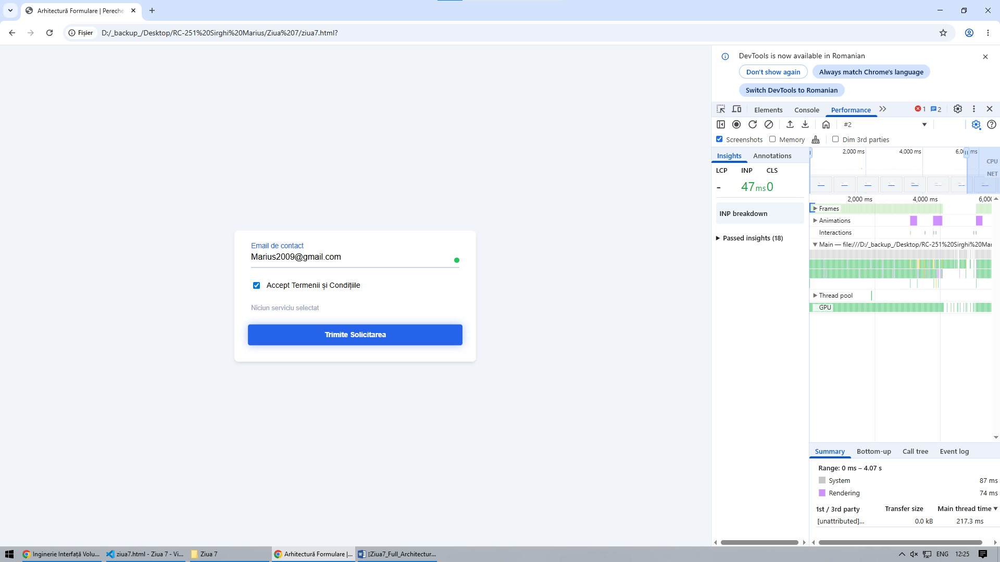 Arhitectură Formulare | Pereche
Fișier
D:/_backup_/Desktop/RC-251%20Sirghi%20Marius/Ziua%207/ziua7.html?
DevTools is now available in Romanian
Don't show again
Always match Chrome's language
Switch DevTools to Romanian
Elements
Console
Performance
1
2
#2
Screenshots
Memory
Dim 3rd parties
Insights
Annotations
LCP
INP
CLS
-
47 ms
0
INP breakdown
Passed insights (18)
2,000 ms
4,000 ms
6,0
ms
CPU
NET
2,000 ms
4,000 ms
6,000
Frames
Animations
Interactions
Main — file:///D:/_backup_/Desktop/RC-251%20Sirghi%20Mar
Thread pool
GPU
Email de contact
Marius2009@gmail.com
Accept Termenii și Condițiile
Niciun serviciu selectat
Trimite Solicitarea
Summary
Bottom-up
Call tree
Event log
Range: 0 ms – 4.07 s
System
87 ms
Rendering
74 ms
1st / 3rd party
Transfer size
Main thread time
[unattributed]...
0.0 kB
217.3 ms
Inginerie Interfață Volu...
ziua7.html - Ziua 7 - Vi...
Ziua 7
Arhitectură Formulare |...
Ziua7_Full_Architectur...
ENG
12:25